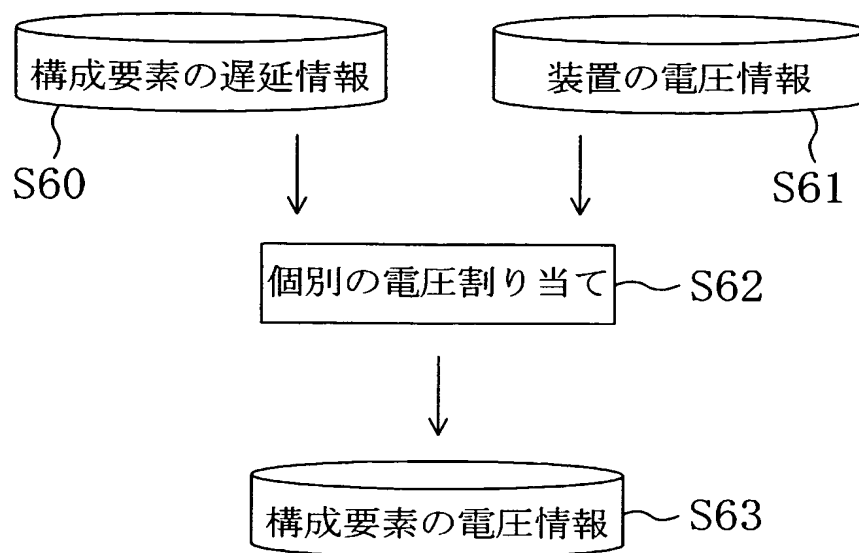 構成要素の遅延情報
装置の電圧情報
S60
S61
個別の電圧割り当て
S62
構成要素の電圧情報
S63